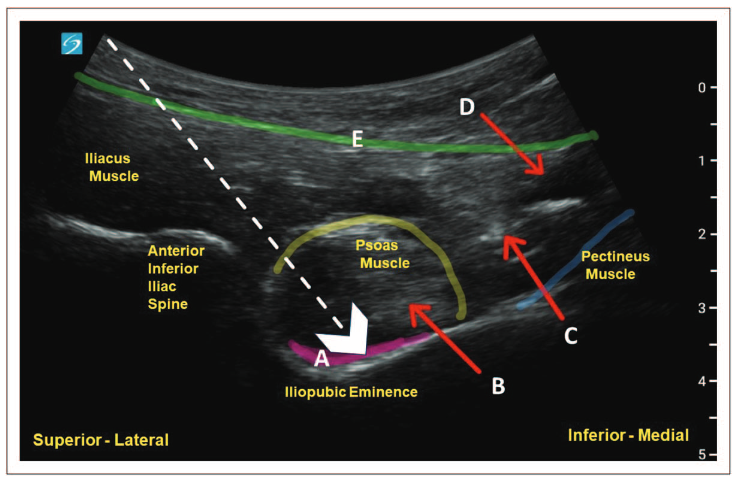 D
0
E
Iliacus
Muscle
1
Anterior
Inferior
Iliac
Spine
Psoas
Muscle
2
Pectineus
Muscle
3
A
C
B
Iliopubic Eminence
4
Superior - Lateral
Inferior - Medial
5